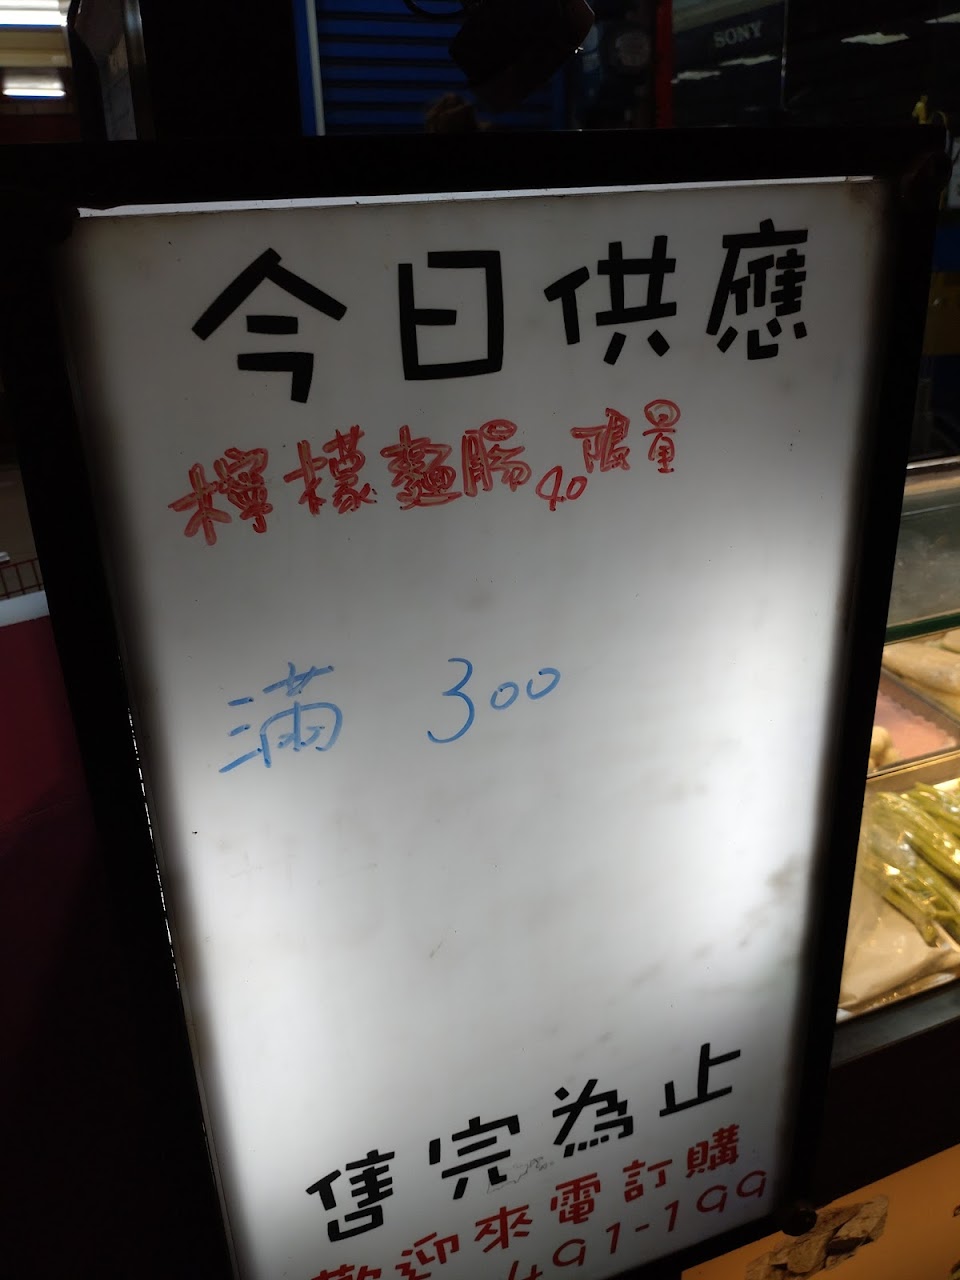 SONY
今日供應
檸檬麵腸40限量
滿 300
售完為止
歡迎來電訂購
491-199